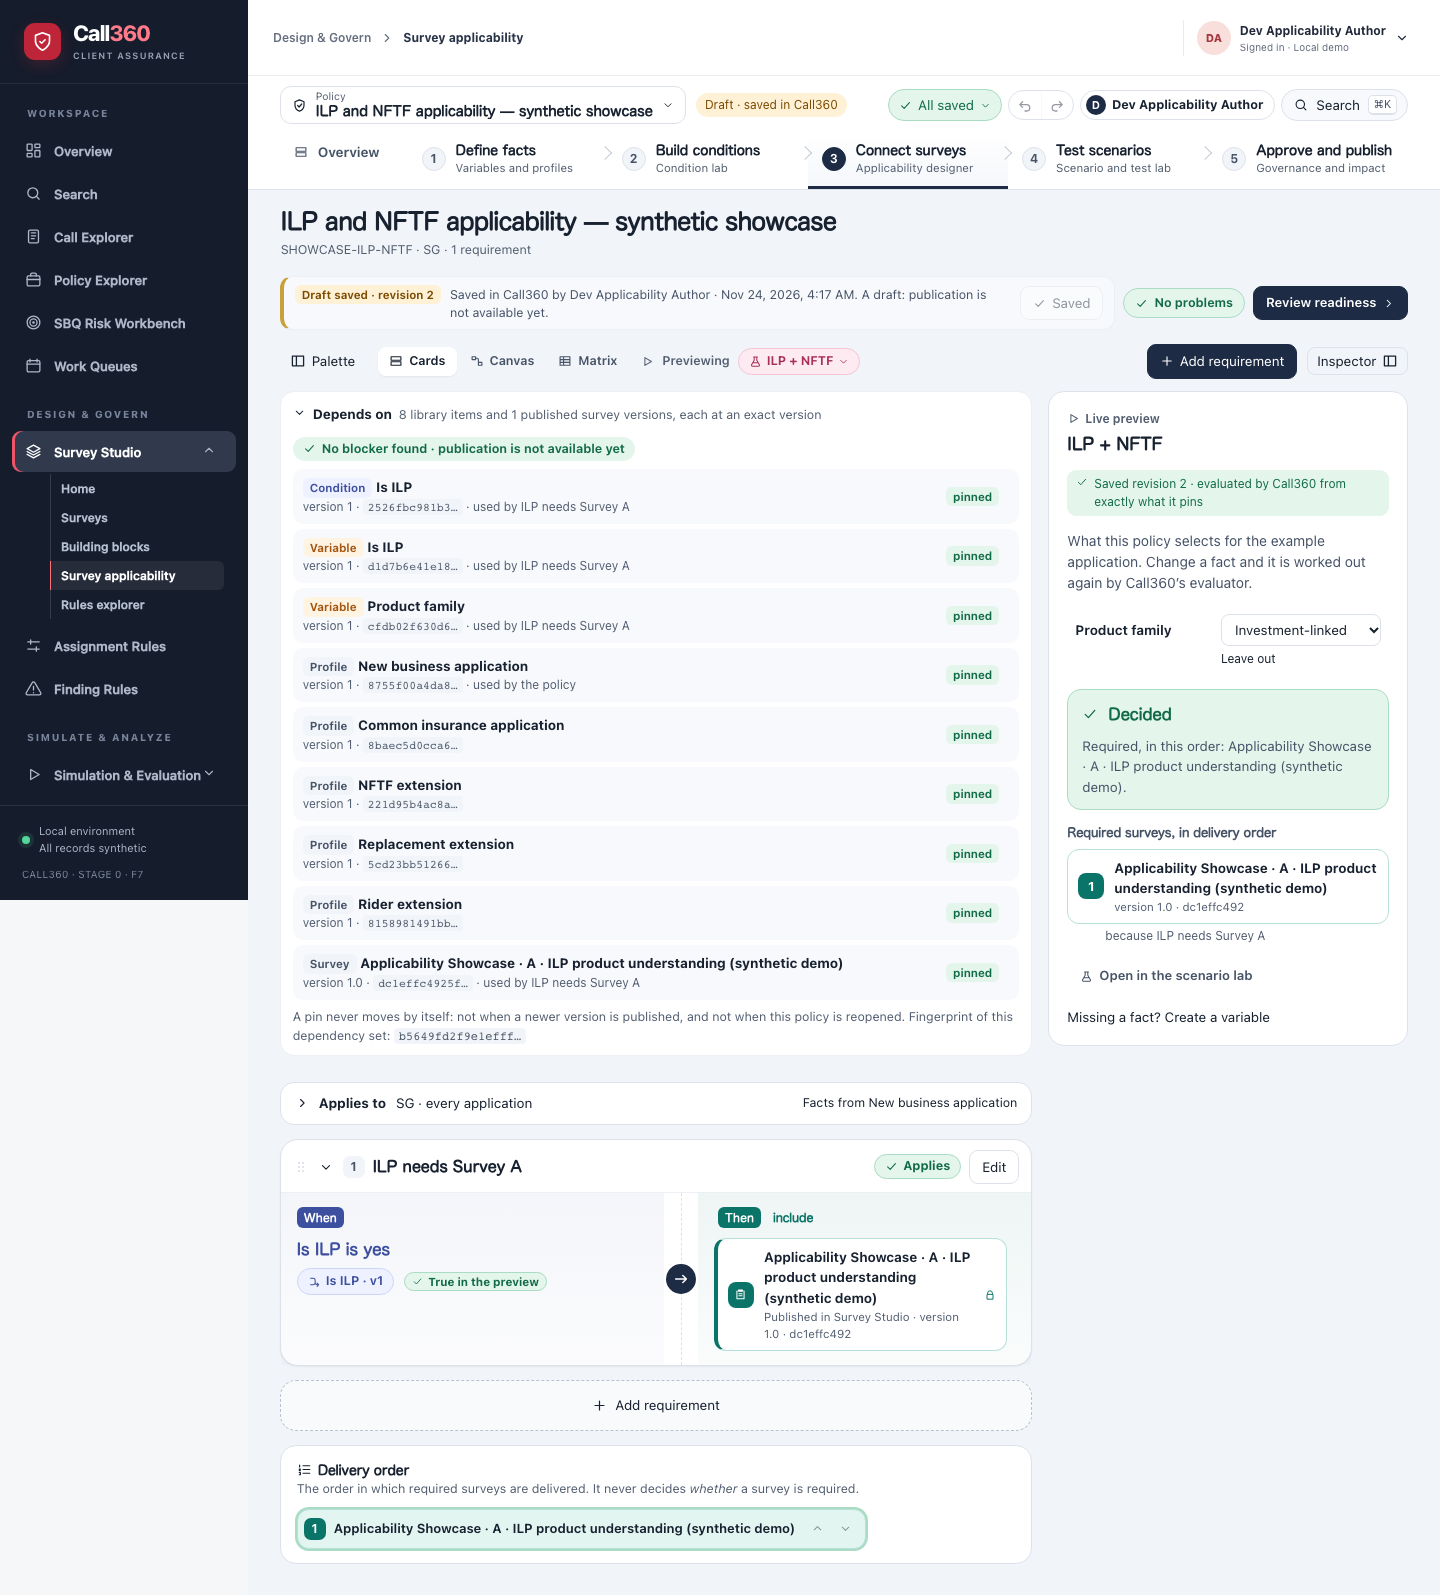 Call360
CLIENT ASSURANCE
WORKSPACE
Overview
Search
Call Explorer
Policy Explorer
SBQ Risk Workbench
Work Queues
DESIGN & GOVERN
Survey Studio
Home
Surveys
Building blocks
Survey applicability
Rules explorer
Assignment Rules
Finding Rules
SIMULATE & ANALYZE
Simulation & Evaluation
Local environment
All records synthetic
CALL360 · STAGE 0 · F7
Design & Govern > Survey applicability
DA
Dev Applicability Author
Signed in · Local demo
Policy
ILP and NFTF applicability — synthetic showcase
Draft · saved in Call360
All saved
D Dev Applicability Author
Search ⌘K
Overview
1 Define facts
Variables and profiles
2 Build conditions
Condition lab
3 Connect surveys
Applicability designer
4 Test scenarios
Scenario and test lab
5 Approve and publish
Governance and impact
ILP and NFTF applicability — synthetic showcase
SHOWCASE-ILP-NFTF · SG · 1 requirement
Draft saved · revision 2
Saved in Call360 by Dev Applicability Author · Nov 24, 2026, 4:17 AM. A draft: publication is
not available yet.
Saved
No problems
Review readiness
Palette
Cards
Canvas
Matrix
Previewing
ILP + NFTF
Add requirement
Inspector
Depends on 8 library items and 1 published survey versions, each at an exact version
No blocker found · publication is not available yet
Condition Is ILP
version 1 · 2526fbc981b3… · used by ILP needs Survey A
pinned
Variable Is ILP
version 1 · d1d7b6e41e18… · used by ILP needs Survey A
pinned
Variable Product family
version 1 · cfdb02f630d6… · used by ILP needs Survey A
pinned
Profile New business application
version 1 · 8755f00a4da8… · used by the policy
pinned
Profile Common insurance application
version 1 · 8baec5d0cca6…
pinned
Profile NFTF extension
version 1 · 221d95b4ac8a…
pinned
Profile Replacement extension
version 1 · 5cd23bb51266…
pinned
Profile Rider extension
version 1 · 8158981491bb…
pinned
Survey Applicability Showcase · A · ILP product understanding (synthetic demo)
version 1.0 · dc1effc4925f… · used by ILP needs Survey A
pinned
A pin never moves by itself: not when a newer version is published, and not when this policy is reopened. Fingerprint of this
dependency set: b5649fd2f9e1efff…
Applies to SG · every application
Facts from New business application
1 ILP needs Survey A
Applies
Edit
When
Is ILP is yes
Is ILP · v1
True in the preview
Then include
Applicability Showcase · A · ILP
product understanding
(synthetic demo)
Published in Survey Studio · version
1.0 · dc1effc492
Add requirement
Delivery order
The order in which required surveys are delivered. It never decides whether a survey is required.
1 Applicability Showcase · A · ILP product understanding (synthetic demo)
Live preview
ILP + NFTF
Saved revision 2 · evaluated by Call360 from
exactly what it pins
What this policy selects for the example
application. Change a fact and it is worked out
again by Call360's evaluator.
Product family
Investment-linked
Leave out
Decided
Required, in this order: Applicability Showcase
· A · ILP product understanding (synthetic
demo).
Required surveys, in delivery order
1 Applicability Showcase · A · ILP product
understanding (synthetic demo)
version 1.0 · dc1effc492
because ILP needs Survey A
Open in the scenario lab
Missing a fact? Create a variable